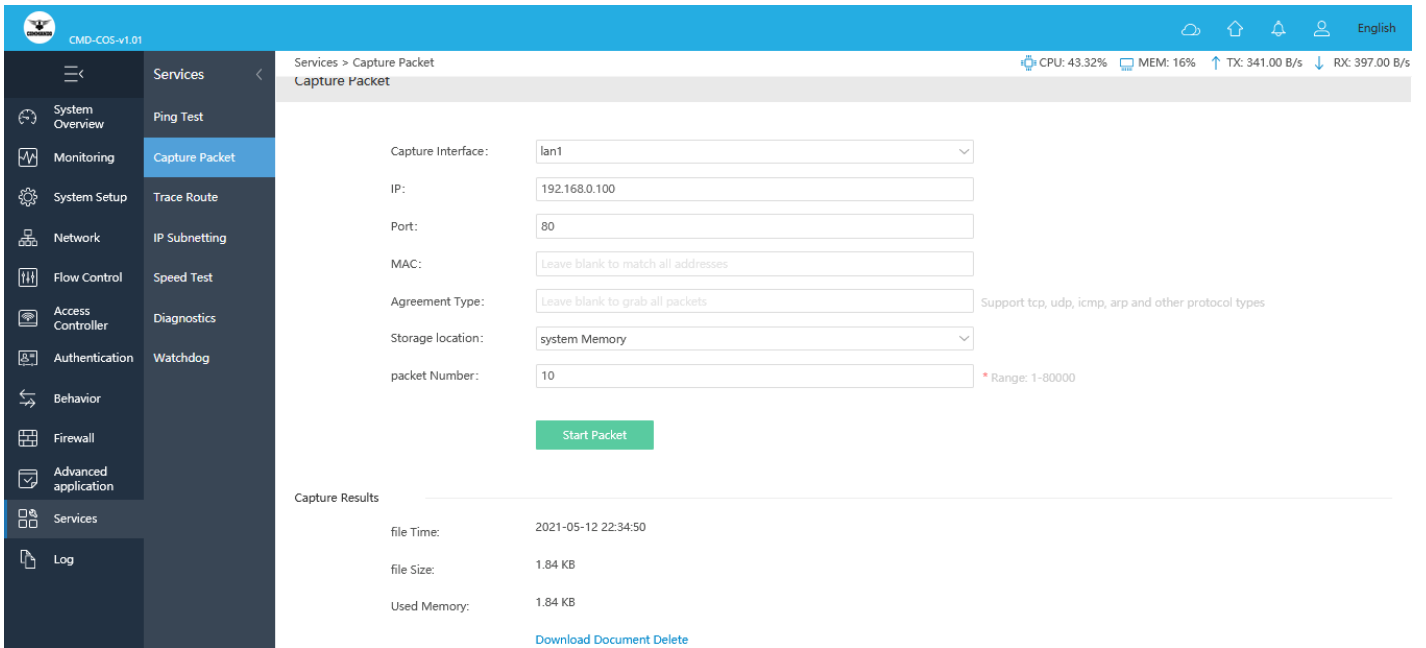 COMMANDO
CMD-COS-v1.01
English
Services
Services > Capture Packet
CPU: 43.32% MEM: 16% TX: 341.00 B/s RX: 397.00 B/s
Capture Packet
System Overview
Monitoring
System Setup
Network
Flow Control
Access Controller
Authentication
Behavior
Firewall
Advanced application
Services
Log
Ping Test
Capture Packet
Trace Route
IP Subnetting
Speed Test
Diagnostics
Watchdog
Capture Interface: lan1
IP: 192.168.0.100
Port: 80
MAC: Leave blank to match all addresses
Agreement Type: Leave blank to grab all packets Support tcp, udp, icmp, arp and other protocol types
Storage location: system Memory
packet Number: 10 * Range: 1-80000
Start Packet
Capture Results
file Time: 2021-05-12 22:34:50
file Size: 1.84 KB
Used Memory: 1.84 KB
Download Document Delete